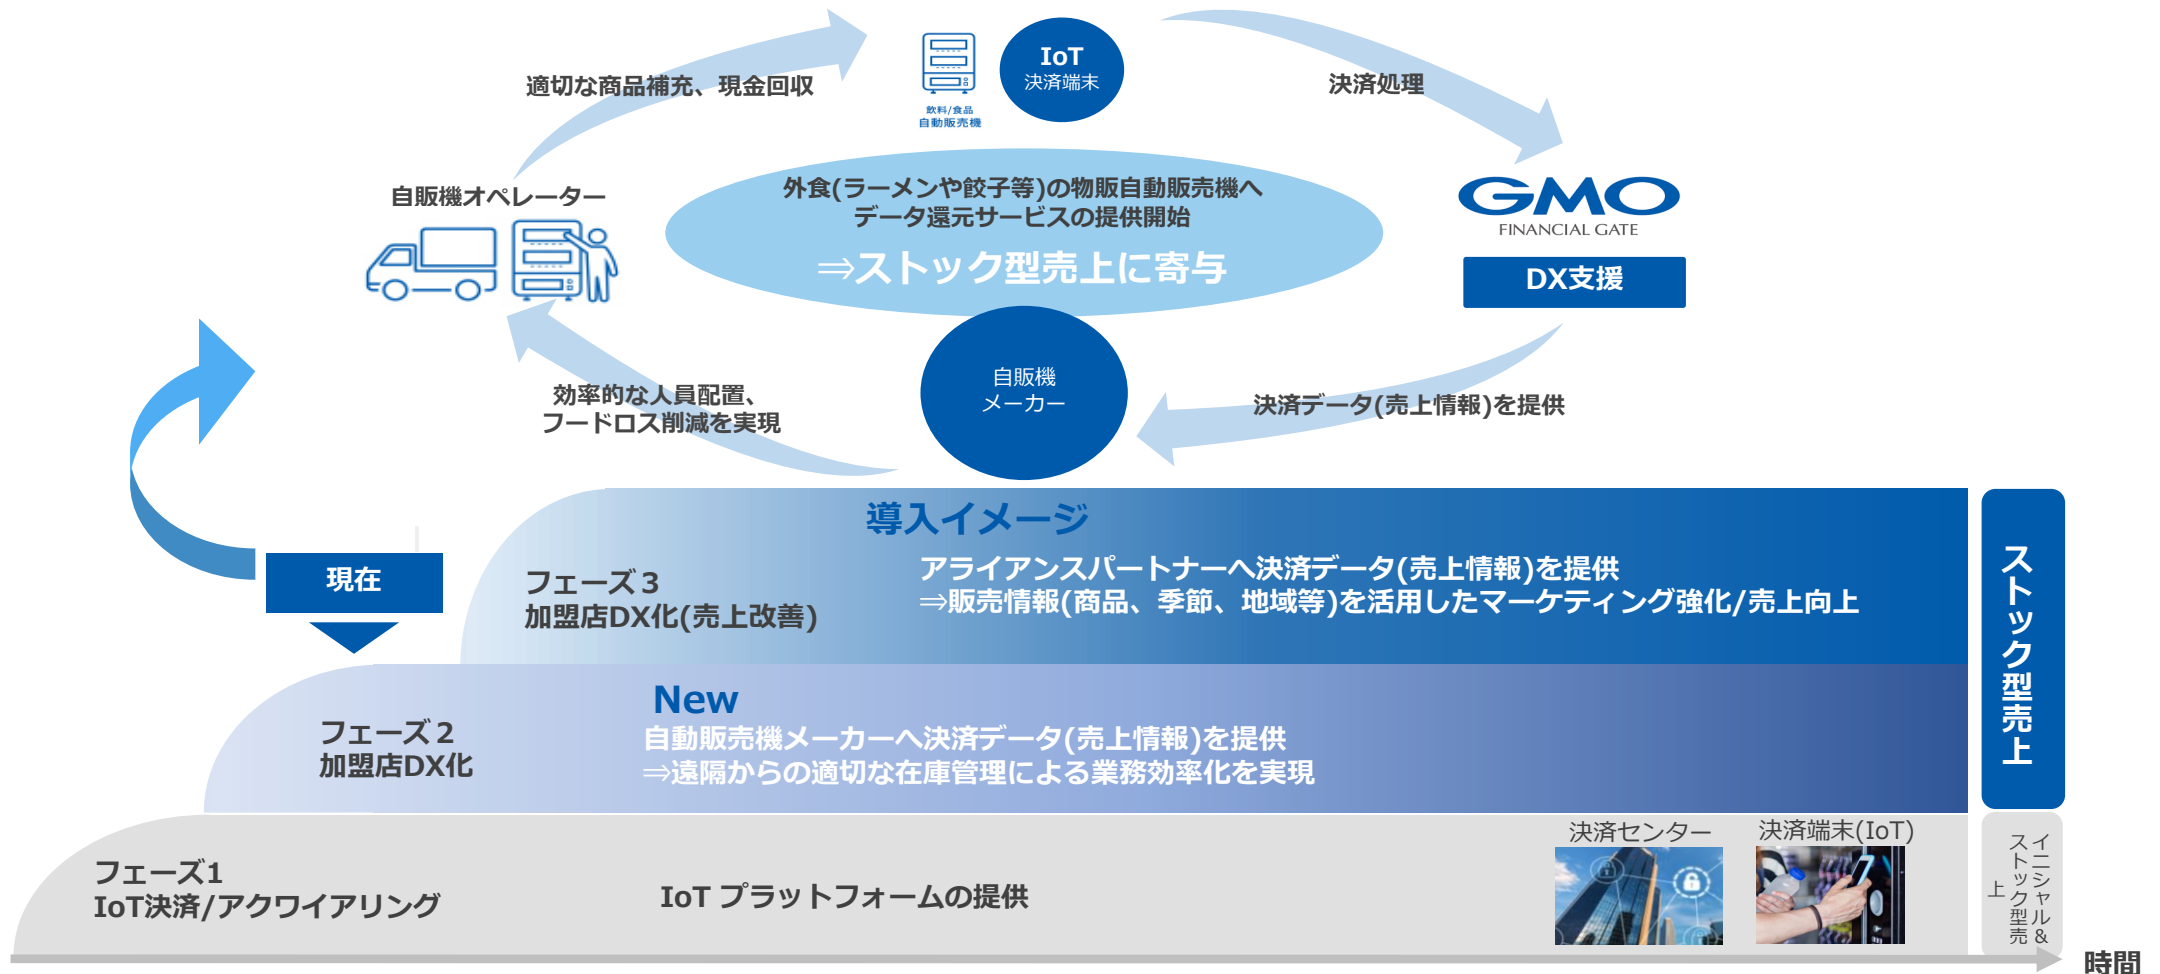 適切な商品補充、現金回収
飲料/食品
自動販売機
IoT
決済端末
決済処理
自販機オペレーター
外食(ラーメンや餃子等)の物販自動販売機へ
データ還元サービスの提供開始
⇒ストック型売上に寄与
GMO
FINANCIAL GATE
DX支援
自販機
メーカー
効率的な人員配置、
フードロス削減を実現
決済データ(売上情報)を提供
導入イメージ
現在
フェーズ３
加盟店DX化(売上改善)
アライアンスパートナーへ決済データ(売上情報)を提供
⇒販売情報(商品、季節、地域等)を活用したマーケティング強化/売上向上
ストック型売上
New
フェーズ２
加盟店DX化
自動販売機メーカーへ決済データ(売上情報)を提供
⇒遠隔からの適切な在庫管理による業務効率化を実現
決済センター
決済端末(IoT)
フェーズ1
IoT決済/アクワイアリング
IoT プラットフォームの提供
イニシャル&
ストック型売
上
時間